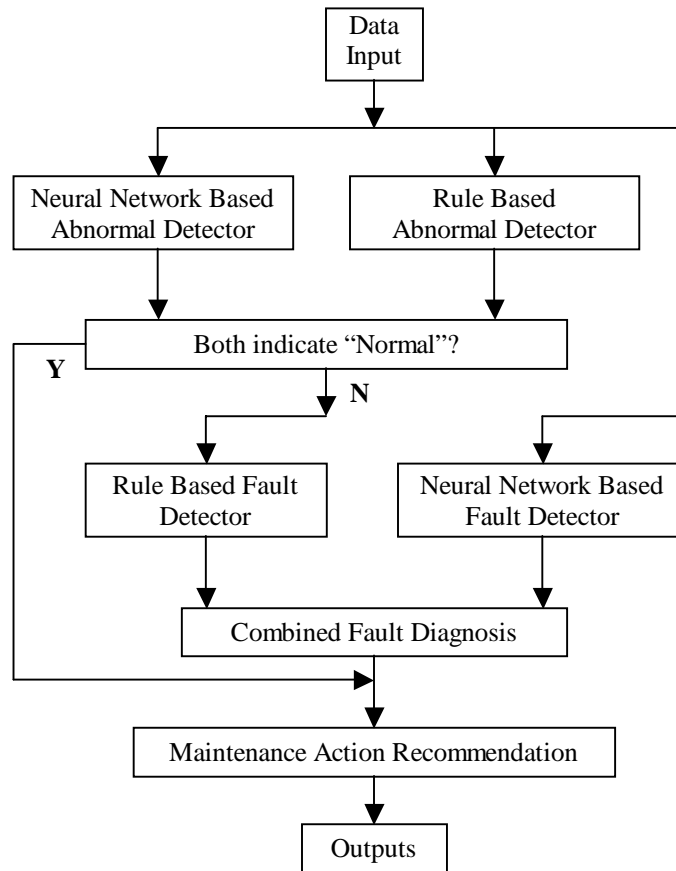 Data
Input
Neural Network Based
Abnormal Detector
Rule Based
Abnormal Detector
Both indicate “Normal”?
Y
N
Rule Based Fault
Detector
Neural Network Based
Fault Detector
Combined Fault Diagnosis
Maintenance Action Recommendation
Outputs